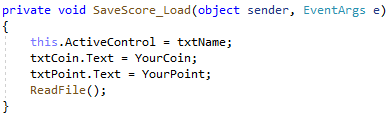 private void SaveScore_Load(object sender, EventArgs e)
{
    this.ActiveControl = txtName;
    txtCoin.Text = YourCoin;
    txtPoint.Text = YourPoint;
    ReadFile();
}